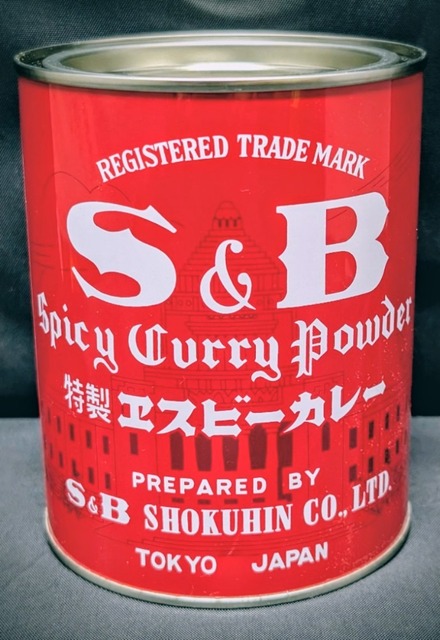 REGISTERED TRADE MARK
S & B
Spicy Curry Powder
特製 ヱスビーカレー
PREPARED BY
S&B SHOKUHIN CO., LTD.
TOKYO JAPAN